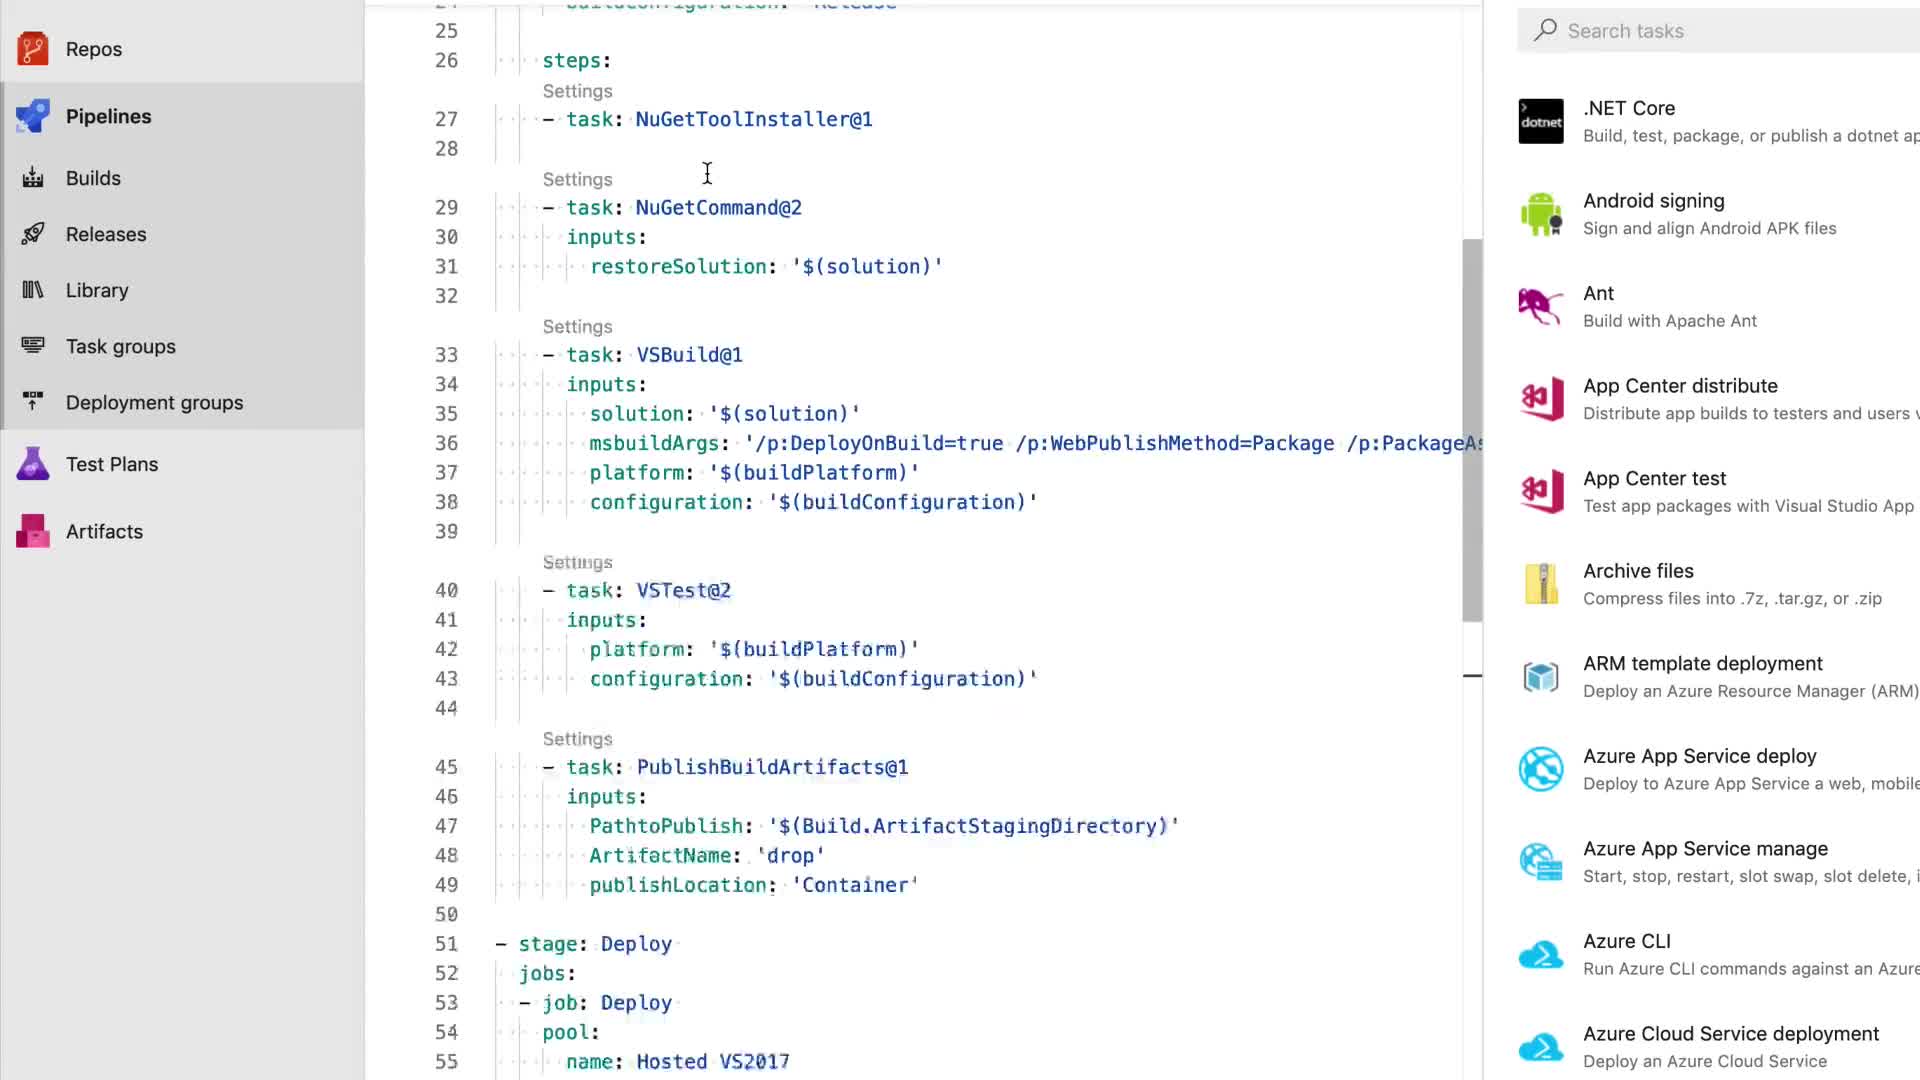 Repos
Pipelines
Builds
Releases
Library
Task groups
Deployment groups
Test Plans
Artifacts
24 buildConfiguration: 'Release'
25
26 steps:
Settings
27 - task: NuGetToolInstaller@1
28
Settings
29 - task: NuGetCommand@2
30 inputs:
31 restoreSolution: '$(solution)'
32
Settings
33 - task: VSBuild@1
34 inputs:
35 solution: '$(solution)'
36 msbuildArgs: '/p:DeployOnBuild=true /p:WebPublishMethod=Package /p:PackageAs
37 platform: '$(buildPlatform)'
38 configuration: '$(buildConfiguration)'
39
Settings
40 - task: VSTest@2
41 inputs:
42 platform: '$(buildPlatform)'
43 configuration: '$(buildConfiguration)'
44
Settings
45 - task: PublishBuildArtifacts@1
46 inputs:
47 PathtoPublish: '$(Build.ArtifactStagingDirectory)'
48 ArtifactName: 'drop'
49 publishLocation: 'Container'
50
51 - stage: Deploy
52 jobs:
53 - job: Deploy
54 pool:
55 name: Hosted VS2017
Search tasks
dotnet
.NET Core
Build, test, package, or publish a dotnet ap
Android signing
Sign and align Android APK files
Ant
Build with Apache Ant
App Center distribute
Distribute app builds to testers and users v
App Center test
Test app packages with Visual Studio App
Archive files
Compress files into .7z, .tar.gz, or .zip
ARM template deployment
Deploy an Azure Resource Manager (ARM)
Azure App Service deploy
Deploy to Azure App Service a web, mobile
Azure App Service manage
Start, stop, restart, slot swap, slot delete, i
Azure CLI
Run Azure CLI commands against an Azure
Azure Cloud Service deployment
Deploy an Azure Cloud Service